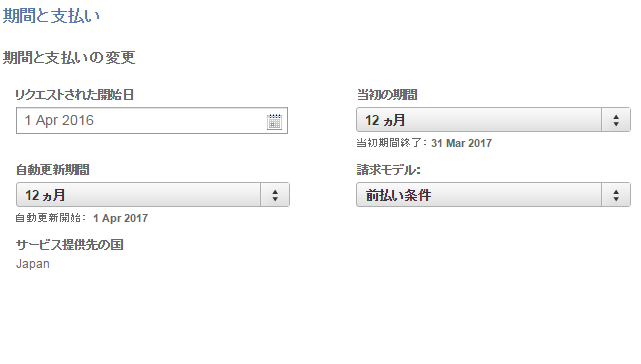 期間と支払い
期間と支払いの変更
リクエストされた開始日
1 Apr 2016
当初の期間
12 ヵ月
当初期間終了: 31 Mar 2017
自動更新期間
12 ヵ月
自動更新開始: 1 Apr 2017
請求モデル:
前払い条件
サービス提供先の国
Japan